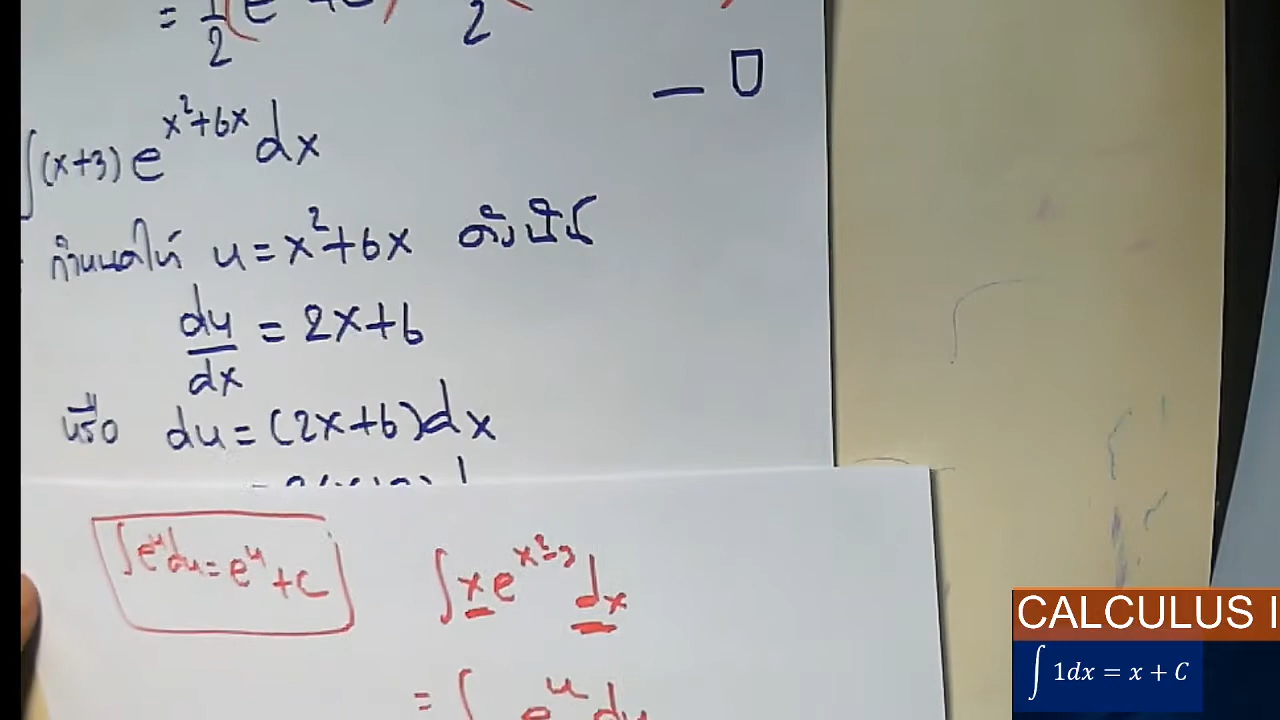 = 1/2 (e
2
∫(x+3) e^{x²+6x} dx
กำหนดให้ u = x²+6x ดังนั้น
du/dx = 2x+6
หรือ du = (2x+6)dx
∫e^u du = e^u + C
∫x e^{x²-3} dx
= ∫ e^u du
CALCULUS I
∫ 1dx = x + C